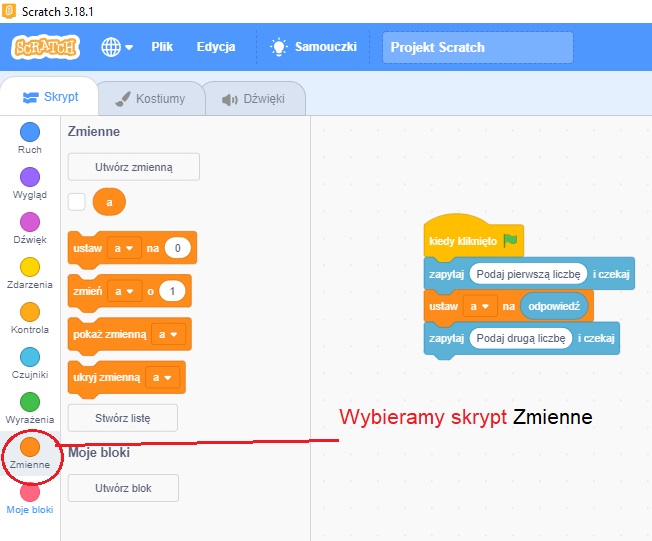 Scratch 3.18.1
SCRATCH Plik Edycja Samouczki Projekt Scratch
Skrypt Kostiumy Dźwięki
Ruch
Wygląd
Dźwięk
Zdarzenia
Kontrola
Czujniki
Wyrażenia
Zmienne
Moje bloki
Zmienne
Utwórz zmienną
a
ustaw a na 0
zmień a o 1
pokaż zmienną a
ukryj zmienną a
Stwórz listę
Moje bloki
Utwórz blok
kiedy kliknięto
zapytaj Podaj pierwszą liczbę i czekaj
ustaw a na odpowiedź
zapytaj Podaj drugą liczbę i czekaj
Wybieramy skrypt Zmienne